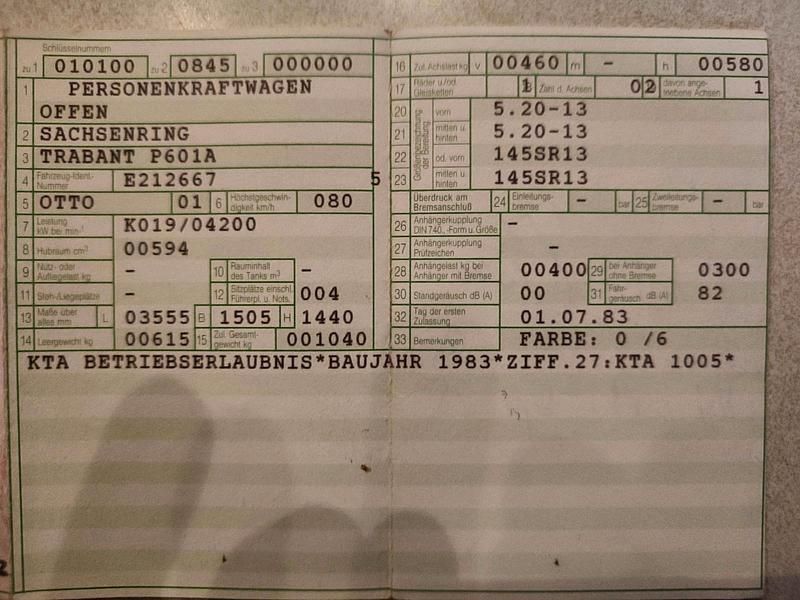 Schlüsselnummern
zu 1 010100 zu 2 0845 zu 3 000000
1 PERSONENKRAFTWAGEN
OFFEN
2 SACHSENRING
3 TRABANT P601A
4 Fahrzeug-Ident.-Nummer E212667 5
5 OTTO 01 6 Höchstgeschwindigkeit km/h 080
7 Leistung kW bei min-1 K019/04200
8 Hubraum cm³ 00594
9 Nutz- oder Aufliegelast kg - 10 Rauminhalt des Tanks m³ -
11 Steh-/Liegeplätze - 12 Sitzplätze einschl. Führerpl. u. Nots. 004
13 Maße über alles mm L 03555 B 1505 H 1440
14 Leergewicht kg 00615 15 Zul. Gesamtgewicht kg 001040
16 Zul. Achslast kg v 00460 m - h 00580
17 Räder u./od. Gleisketten 1 Zahl d. Achsen 02 davon angetriebene Achsen 1
20 Größenbezeichnung der Bereifung vorn 5.20-13
21 mitten u. hinten 5.20-13
22 od. vorn 145SR13
23 mitten u. hinten 145SR13
Überdruck am Bremsanschluß 24 Einleitungsbremse - bar 25 Zweileitungsbremse - bar
26 Anhängerkupplung DIN 740.., -Form u. Größe -
27 Anhängerkupplung Prüfzeichen -
28 Anhängelast kg bei Anhänger mit Bremse 00400 29 bei Anhänger ohne Bremse 0300
30 Standgeräusch dB (A) 00 31 Fahrgeräusch dB (A) 82
32 Tag der ersten Zulassung 01.07.83
33 Bemerkungen FARBE: 0 /6
KTA BETRIEBSERLAUBNIS*BAUJAHR 1983*ZIFF.27:KTA 1005*